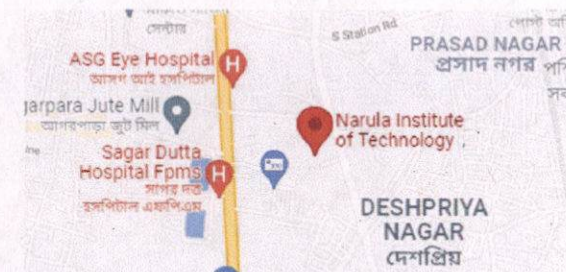 সেন্টার
S Station Rd
ASG Eye Hospital
আসগ আই হসপিটাল
PRASAD NAGAR
প্রসাদ নগর
garpara Jute Mill
আগরপাড়া জুট মিল
Narula Institute
of Technology
Sagar Dutta
Hospital Fpms
সাগর দত্ত
হসপিটাল এফপিএম
DESHPRIYA
NAGAR
দেশপ্রিয়